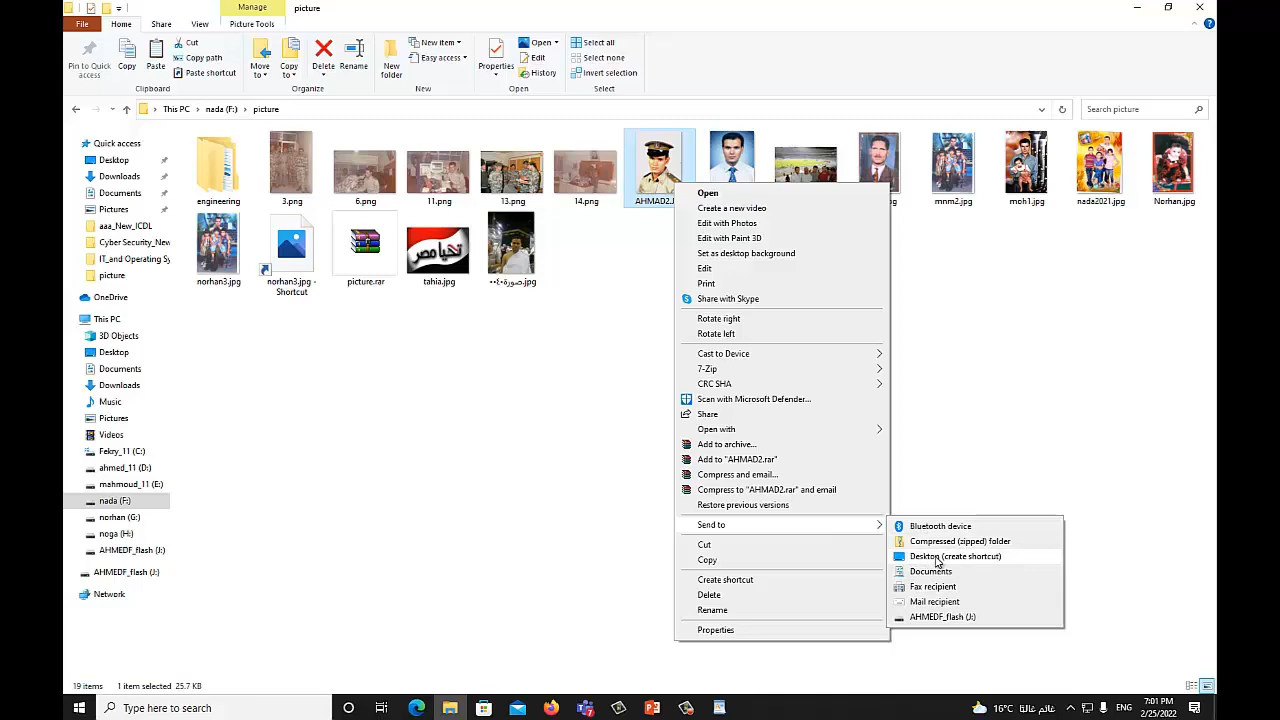 Manage
picture
File
Home
Share
View
Picture Tools
Pin to Quick access
Copy
Paste
Cut
Copy path
Paste shortcut
Clipboard
Move to
Copy to
Delete
Rename
Organize
New folder
New item
Easy access
New
Properties
Open
Edit
History
Open
Select all
Select none
Invert selection
Select
This PC
nada (F:)
picture
Search picture
Quick access
Desktop
Downloads
Documents
Pictures
aaa_New_ICDL
Cyber Security_New
IT_and Operating Sy
picture
OneDrive
This PC
3D Objects
Desktop
Documents
Downloads
Music
Pictures
Videos
Fekry_11 (C:)
ahmed_11 (D:)
mahmoud_11 (E:)
nada (F:)
norhan (G:)
noga (H:)
AHMEDF_flash (J:)
AHMEDF_flash (J:)
Network
engineering
3.png
6.png
11.png
13.png
14.png
AHMAD2.
mnm2.jpg
moh1.jpg
nada2021.jpg
Norhan.jpg
norhan3.jpg
norhan3.jpg - Shortcut
picture.rar
تحيا مصر
tahia.jpg
Open
Create a new video
Edit with Photos
Edit with Paint 3D
Set as desktop background
Edit
Print
Share with Skype
Rotate right
Rotate left
Cast to Device
7-Zip
CRC SHA
Scan with Microsoft Defender...
Share
Open with
Add to archive...
Add to "AHMAD2.rar"
Compress and email...
Compress to "AHMAD2.rar" and email
Restore previous versions
Send to
Cut
Copy
Create shortcut
Delete
Rename
Properties
Bluetooth device
Compressed (zipped) folder
Desktop (create shortcut)
Documents
Fax recipient
Mail recipient
AHMEDF_flash (J:)
19 items
1 item selected 25.7 KB
Type here to search
16°C غائم غالبًا
7:01 PM
2/25/2022